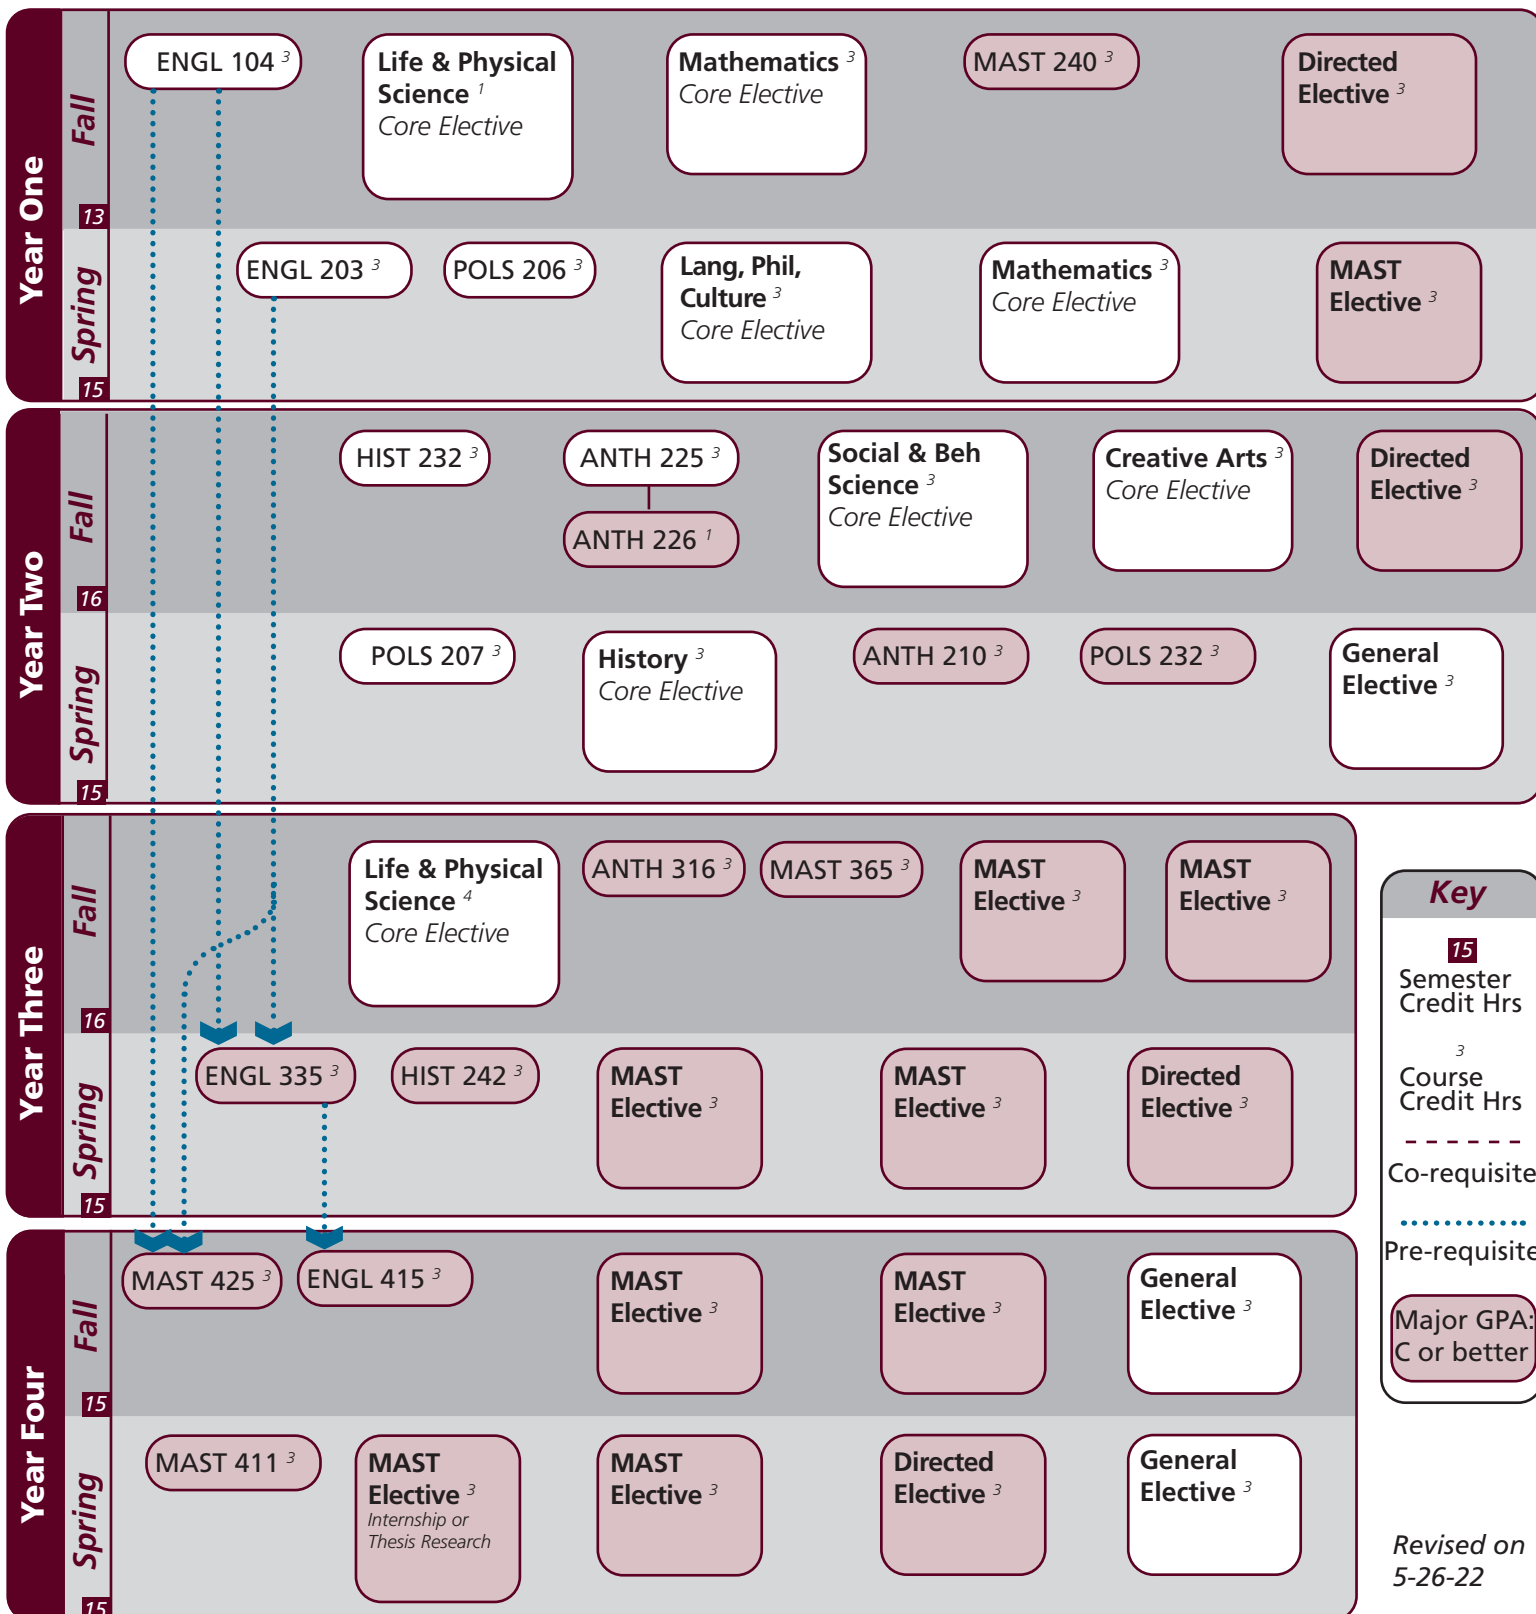 Year One
Fall
13
ENGL 104 3
Life & Physical
Science 1
Core Elective
Mathematics 3
Core Elective
MAST 240 3
Directed
Elective 3
Spring
15
ENGL 203 3
POLS 206 3
Lang, Phil,
Culture 3
Core Elective
Mathematics 3
Core Elective
MAST
Elective 3
Year Two
Fall
16
HIST 232 3
ANTH 225 3
ANTH 226 1
Social & Beh
Science 3
Core Elective
Creative Arts 3
Core Elective
Directed
Elective 3
Spring
15
POLS 207 3
History 3
Core Elective
ANTH 210 3
POLS 232 3
General
Elective 3
Year Three
Fall
16
Life & Physical
Science 4
Core Elective
ANTH 316 3
MAST 365 3
MAST
Elective 3
MAST
Elective 3
Spring
15
ENGL 335 3
HIST 242 3
MAST
Elective 3
MAST
Elective 3
Directed
Elective 3
Year Four
Fall
15
MAST 425 3
ENGL 415 3
MAST
Elective 3
MAST
Elective 3
General
Elective 3
Spring
15
MAST 411 3
MAST
Elective 3
Internship or
Thesis Research
MAST
Elective 3
Directed
Elective 3
General
Elective 3
Key
15
Semester
Credit Hrs
3
Course
Credit Hrs
Co-requisite
Pre-requisite
Major GPA:
C or better
Revised on
5-26-22